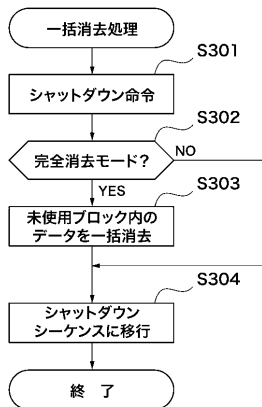 一括消去処理
S301
シャットダウン命令
S302
完全消去モード?
NO
YES
S303
未使用ブロック内の
データを一括消去
S304
シャットダウン
シーケンスに移行
終 了